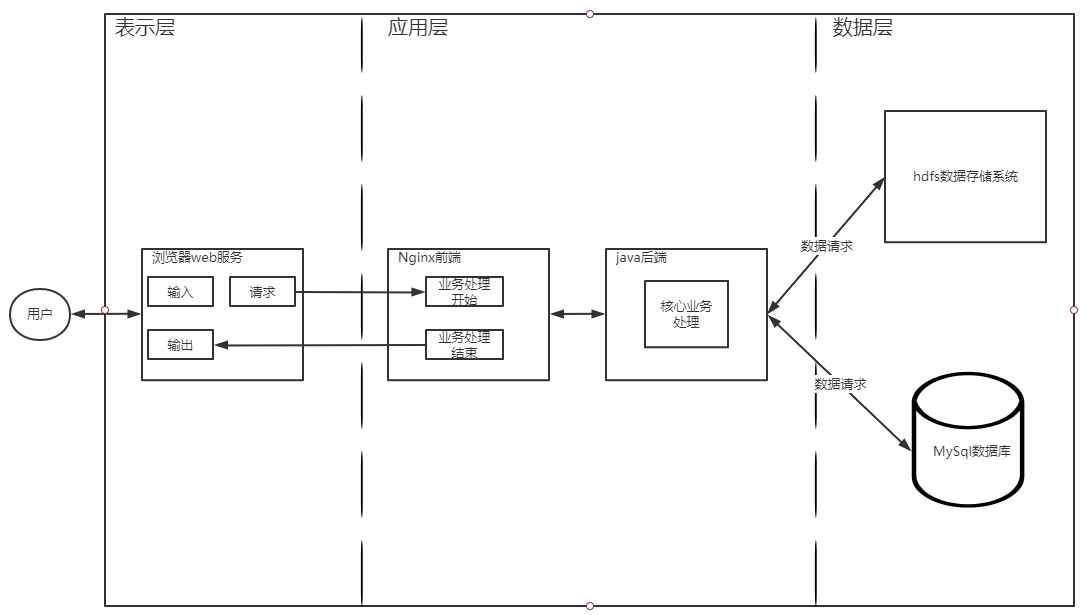 表示层
应用层
数据层
hdfs数据存储系统
数据请求
用户
浏览器web服务
输入
请求
输出
Nginx前端
业务处理
开始
业务处理
结束
java后端
核心业务
处理
数据请求
MySql数据库